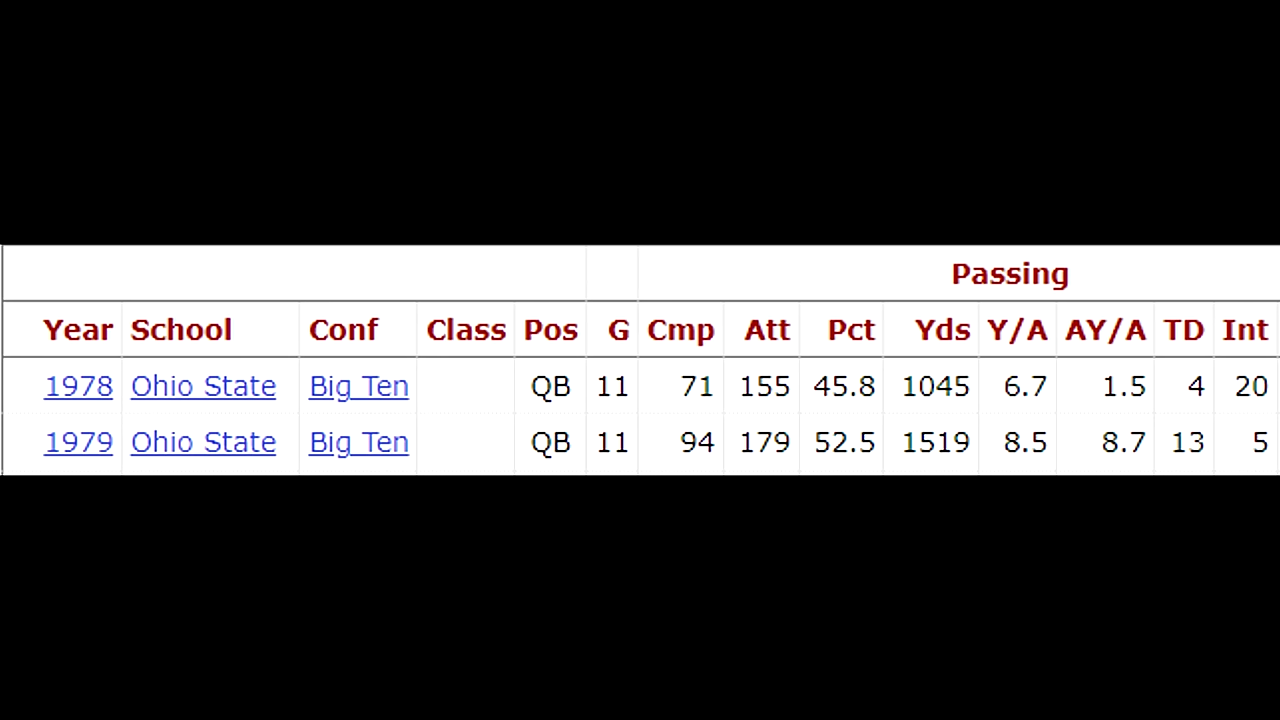 Passing
Year School Conf Class Pos G Cmp Att Pct Yds Y/A AY/A TD Int
1978 Ohio State Big Ten QB 11 71 155 45.8 1045 6.7 1.5 4 20
1979 Ohio State Big Ten QB 11 94 179 52.5 1519 8.5 8.7 13 5